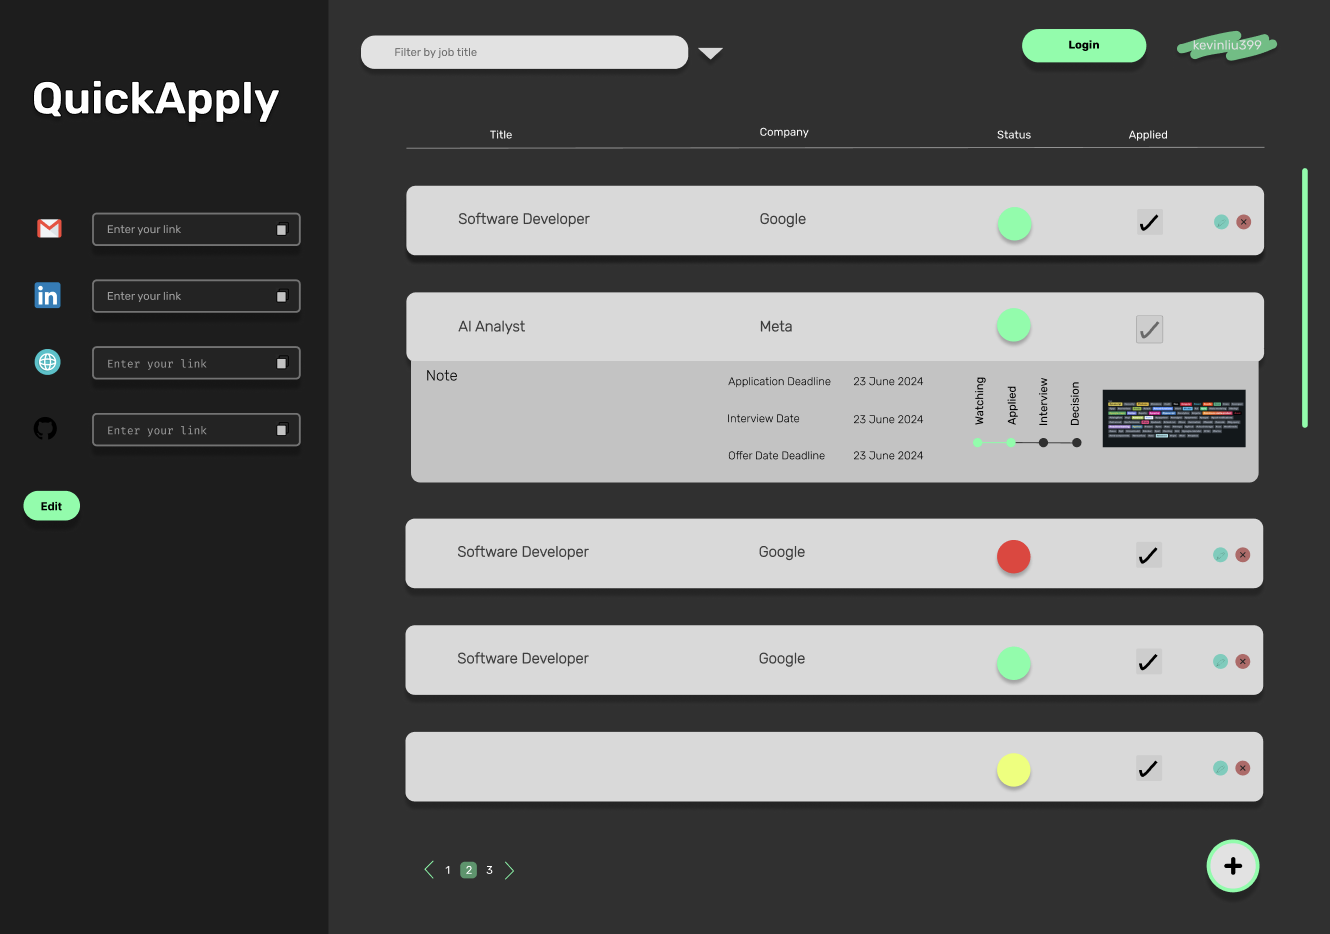 QuickApply
Enter your link
Enter your link
Enter your link
Enter your link
Edit
Filter by job title
Login
kevinliu399
Title Company Status Applied
Software Developer Google
AI Analyst Meta
Note
Application Deadline 23 June 2024
Interview Date 23 June 2024
Offer Date Deadline 23 June 2024
Watching
Applied
Interview
Decision
Software Developer Google
Software Developer Google
1 2 3